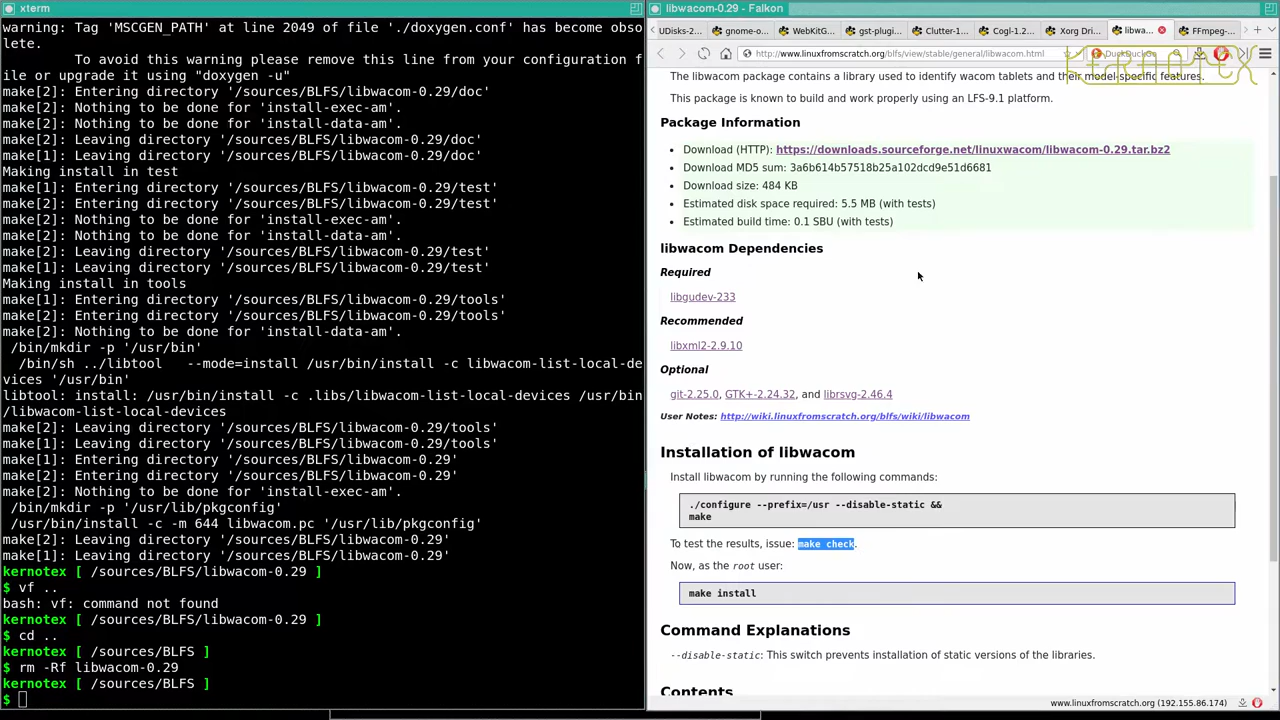 xterm
warning: Tag 'MSCGEN_PATH' at line 2049 of file './doxygen.conf' has become obso
lete.
         To avoid this warning please remove this line from your configuration f
ile or upgrade it using "doxygen -u"
make[2]: Entering directory '/sources/BLFS/libwacom-0.29/doc'
make[2]: Nothing to be done for 'install-exec-am'.
make[2]: Nothing to be done for 'install-data-am'.
make[2]: Leaving directory '/sources/BLFS/libwacom-0.29/doc'
make[1]: Leaving directory '/sources/BLFS/libwacom-0.29/doc'
Making install in test
make[1]: Entering directory '/sources/BLFS/libwacom-0.29/test'
make[2]: Entering directory '/sources/BLFS/libwacom-0.29/test'
make[2]: Nothing to be done for 'install-exec-am'.
make[2]: Nothing to be done for 'install-data-am'.
make[2]: Leaving directory '/sources/BLFS/libwacom-0.29/test'
make[1]: Leaving directory '/sources/BLFS/libwacom-0.29/test'
Making install in tools
make[1]: Entering directory '/sources/BLFS/libwacom-0.29/tools'
make[2]: Entering directory '/sources/BLFS/libwacom-0.29/tools'
make[2]: Nothing to be done for 'install-data-am'.
 /bin/mkdir -p '/usr/bin'
  /bin/sh ../libtool   --mode=install /usr/bin/install -c libwacom-list-local-de
vices '/usr/bin'
libtool: install: /usr/bin/install -c .libs/libwacom-list-local-devices /usr/bin
/libwacom-list-local-devices
make[2]: Leaving directory '/sources/BLFS/libwacom-0.29/tools'
make[1]: Leaving directory '/sources/BLFS/libwacom-0.29/tools'
make[1]: Entering directory '/sources/BLFS/libwacom-0.29'
make[2]: Entering directory '/sources/BLFS/libwacom-0.29'
make[2]: Nothing to be done for 'install-exec-am'.
 /bin/mkdir -p '/usr/lib/pkgconfig'
 /usr/bin/install -c -m 644 libwacom.pc '/usr/lib/pkgconfig'
make[2]: Leaving directory '/sources/BLFS/libwacom-0.29'
make[1]: Leaving directory '/sources/BLFS/libwacom-0.29'
kernotex [ /sources/BLFS/libwacom-0.29 ]
$ vf ..
bash: vf: command not found
kernotex [ /sources/BLFS/libwacom-0.29 ]
$ cd ..
kernotex [ /sources/BLFS ]
$ rm -Rf libwacom-0.29
kernotex [ /sources/BLFS ]
$
libwacom-0.29 - Falkon
UDisks-2... gnome-o... WebKitG... gst-plugi... Clutter-1... Cogl-1.2... Xorg Dri... libwa... FFmpeg-...
http://www.linuxfromscratch.org/blfs/view/stable/general/libwacom.html DuckDuckGo
KERNOTEX
The libwacom package contains a library used to identify wacom tablets and their model-specific features.
This package is known to build and work properly using an LFS-9.1 platform.
Package Information
• Download (HTTP): https://downloads.sourceforge.net/linuxwacom/libwacom-0.29.tar.bz2
• Download MD5 sum: 3a6b614b57518b25a102dcd9e51d6681
• Download size: 484 KB
• Estimated disk space required: 5.5 MB (with tests)
• Estimated build time: 0.1 SBU (with tests)
libwacom Dependencies
Required
libgudev-233
Recommended
libxml2-2.9.10
Optional
git-2.25.0, GTK+-2.24.32, and librsvg-2.46.4
User Notes: http://wiki.linuxfromscratch.org/blfs/wiki/libwacom
Installation of libwacom
Install libwacom by running the following commands:
./configure --prefix=/usr --disable-static &&
make
To test the results, issue: make check.
Now, as the root user:
make install
Command Explanations
--disable-static: This switch prevents installation of static versions of the libraries.
Contents
www.linuxfromscratch.org (192.155.86.174)